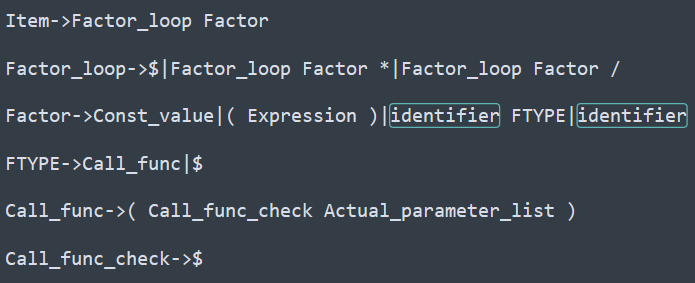 Item->Factor_loop Factor
Factor_loop->$|Factor_loop Factor *|Factor_loop Factor /
Factor->Const_value|( Expression )|identifier FTYPE|identifier
FTYPE->Call_func|$
Call_func->( Call_func_check Actual_parameter_list )
Call_func_check->$